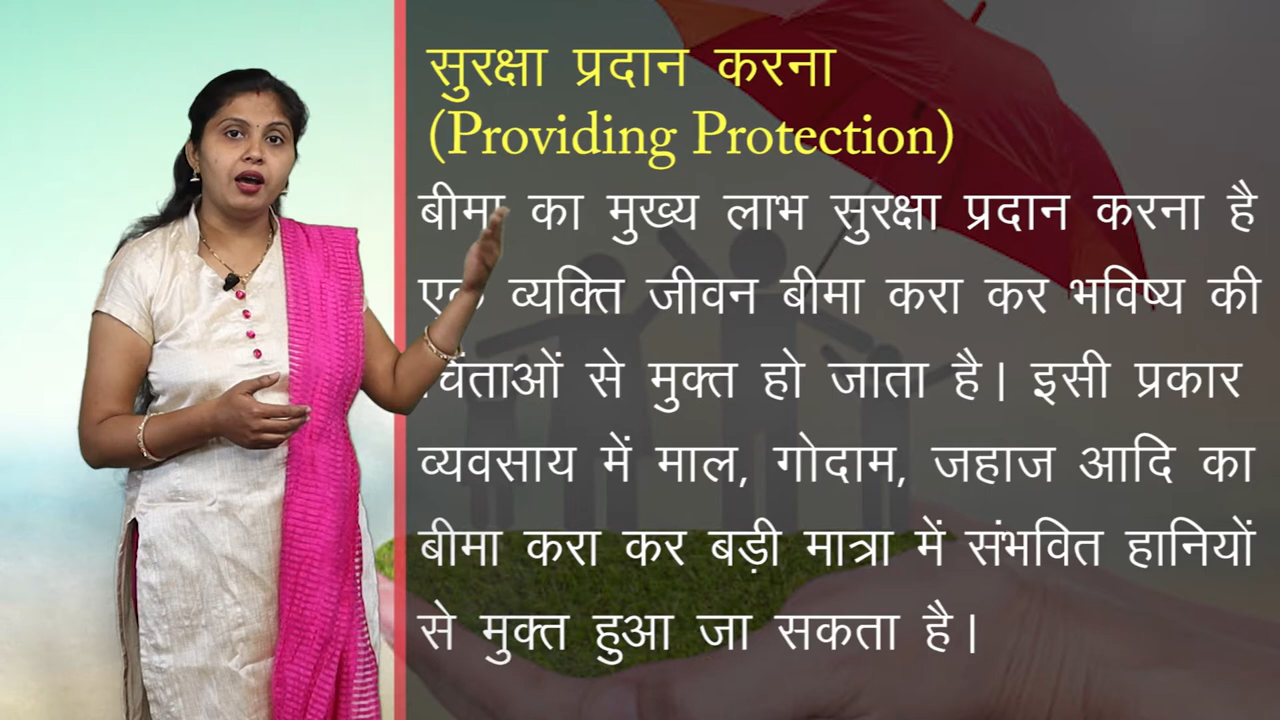 सुरक्षा प्रदान करना
(Providing Protection)
बीमा का मुख्य लाभ सुरक्षा प्रदान करना है
एक व्यक्ति जीवन बीमा करा कर भविष्य की
चिंताओं से मुक्त हो जाता है। इसी प्रकार
व्यवसाय में माल, गोदाम, जहाज आदि का
बीमा करा कर बड़ी मात्रा में संभवित हानियों
से मुक्त हुआ जा सकता है।